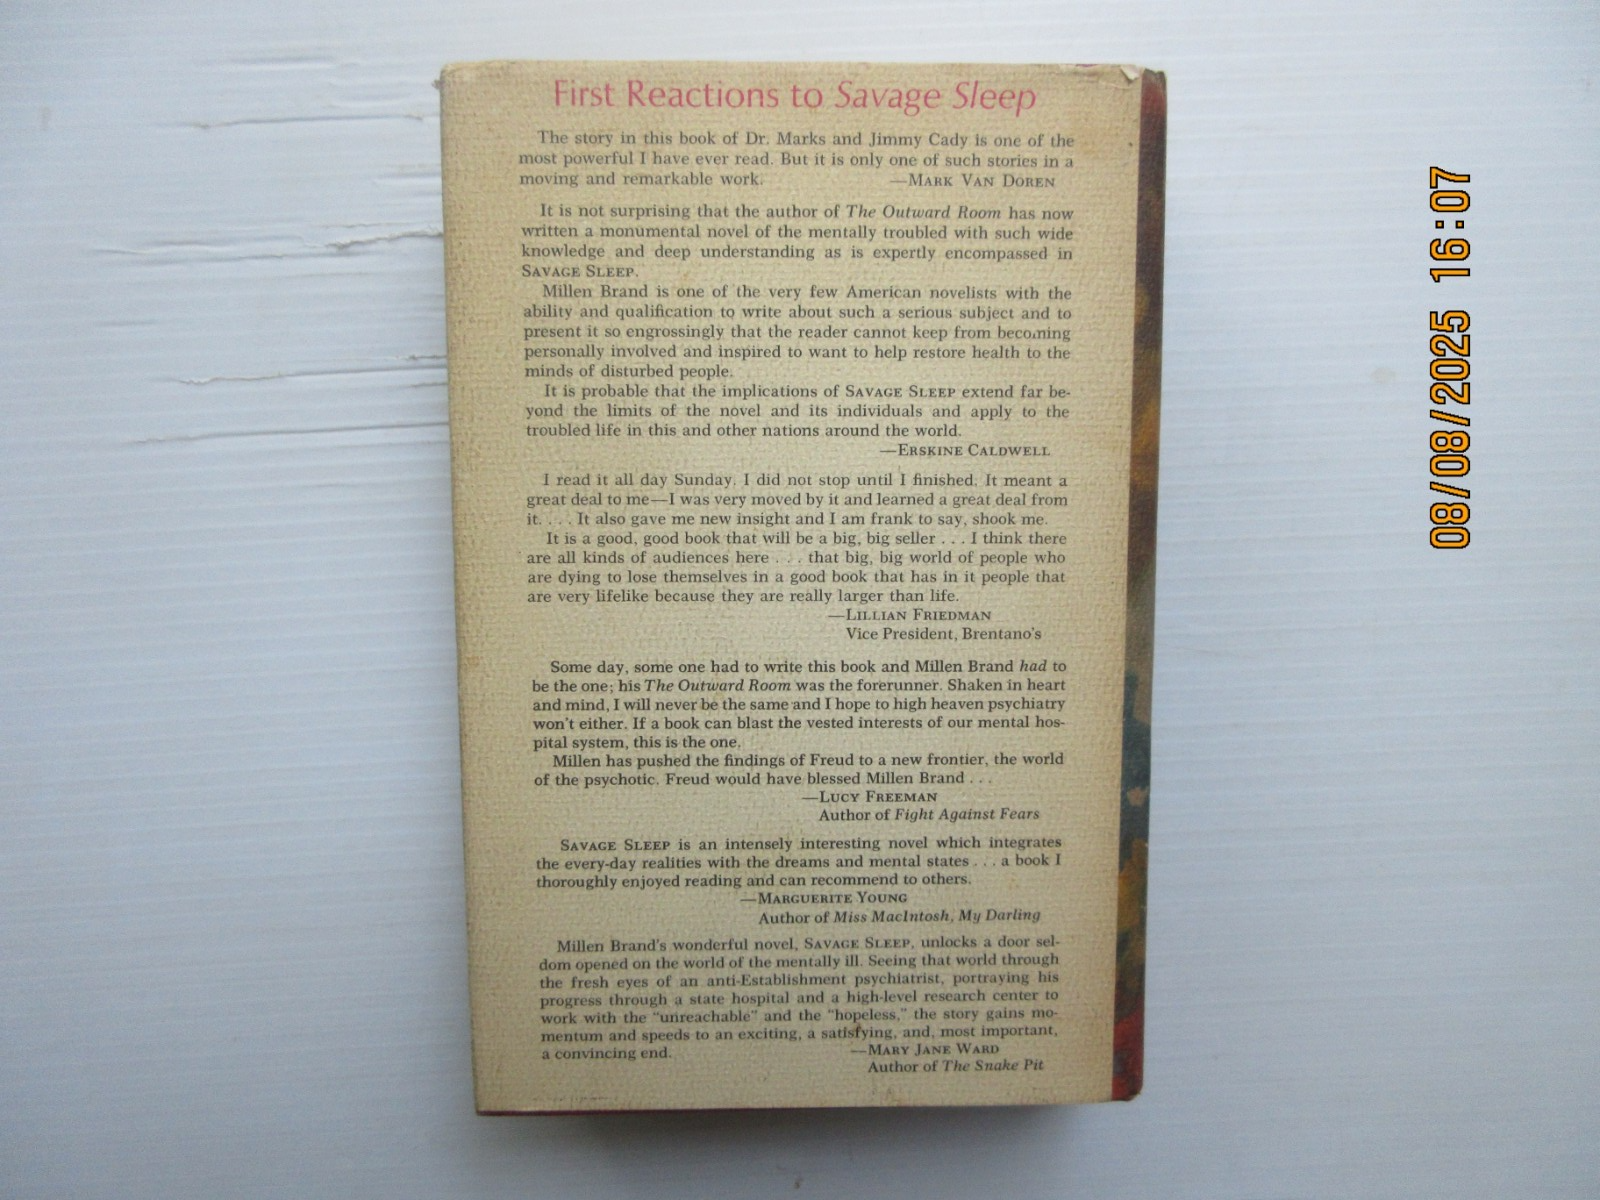 First Reactions to Savage Sleep
The story in this book of Dr. Marks and Jimmy Cady is one of the
most powerful I have ever read. But it is only one of such stories in a
moving and remarkable work. —MARK VAN DOREN
It is not surprising that the author of The Outward Room has now
written a monumental novel of the mentally troubled with such wide
knowledge and deep understanding as is expertly encompassed in
SAVAGE SLEEP.
Millen Brand is one of the very few American novelists with the
ability and qualification to write about such a serious subject and to
present it so engrossingly that the reader cannot keep from becoming
personally involved and inspired to want to help restore health to the
minds of disturbed people.
It is probable that the implications of SAVAGE SLEEP extend far be-
yond the limits of the novel and its individuals and apply to the
troubled life in this and other nations around the world.
—ERSKINE CALDWELL
I read it all day Sunday. I did not stop until I finished. It meant a
great deal to me—I was very moved by it and learned a great deal from
it. . . . It also gave me new insight and I am frank to say, shook me.
It is a good, good book that will be a big, big seller . . . I think there
are all kinds of audiences here . . . that big, big world of people who
are dying to lose themselves in a good book that has in it people that
are very lifelike because they are really larger than life.
—LILLIAN FRIEDMAN
Vice President, Brentano's
Some day, some one had to write this book and Millen Brand had to
be the one; his The Outward Room was the forerunner. Shaken in heart
and mind, I will never be the same and I hope to high heaven psychiatry
won't either. If a book can blast the vested interests of our mental hos-
pital system, this is the one.
Millen has pushed the findings of Freud to a new frontier, the world
of the psychotic. Freud would have blessed Millen Brand . . .
—LUCY FREEMAN
Author of Fight Against Fears
SAVAGE SLEEP is an intensely interesting novel which integrates
the every-day realities with the dreams and mental states . . . a book I
thoroughly enjoyed reading and can recommend to others.
—MARGUERITE YOUNG
Author of Miss MacIntosh, My Darling
Millen Brand's wonderful novel, SAVAGE SLEEP, unlocks a door sel-
dom opened on the world of the mentally ill. Seeing that world through
the fresh eyes of an anti-Establishment psychiatrist, portraying his
progress through a state hospital and a high-level research center to
work with the "unreachable" and the "hopeless," the story gains mo-
mentum and speeds to an exciting, a satisfying, and, most important,
a convincing end. —MARY JANE WARD
Author of The Snake Pit
08/08/2025 16:07